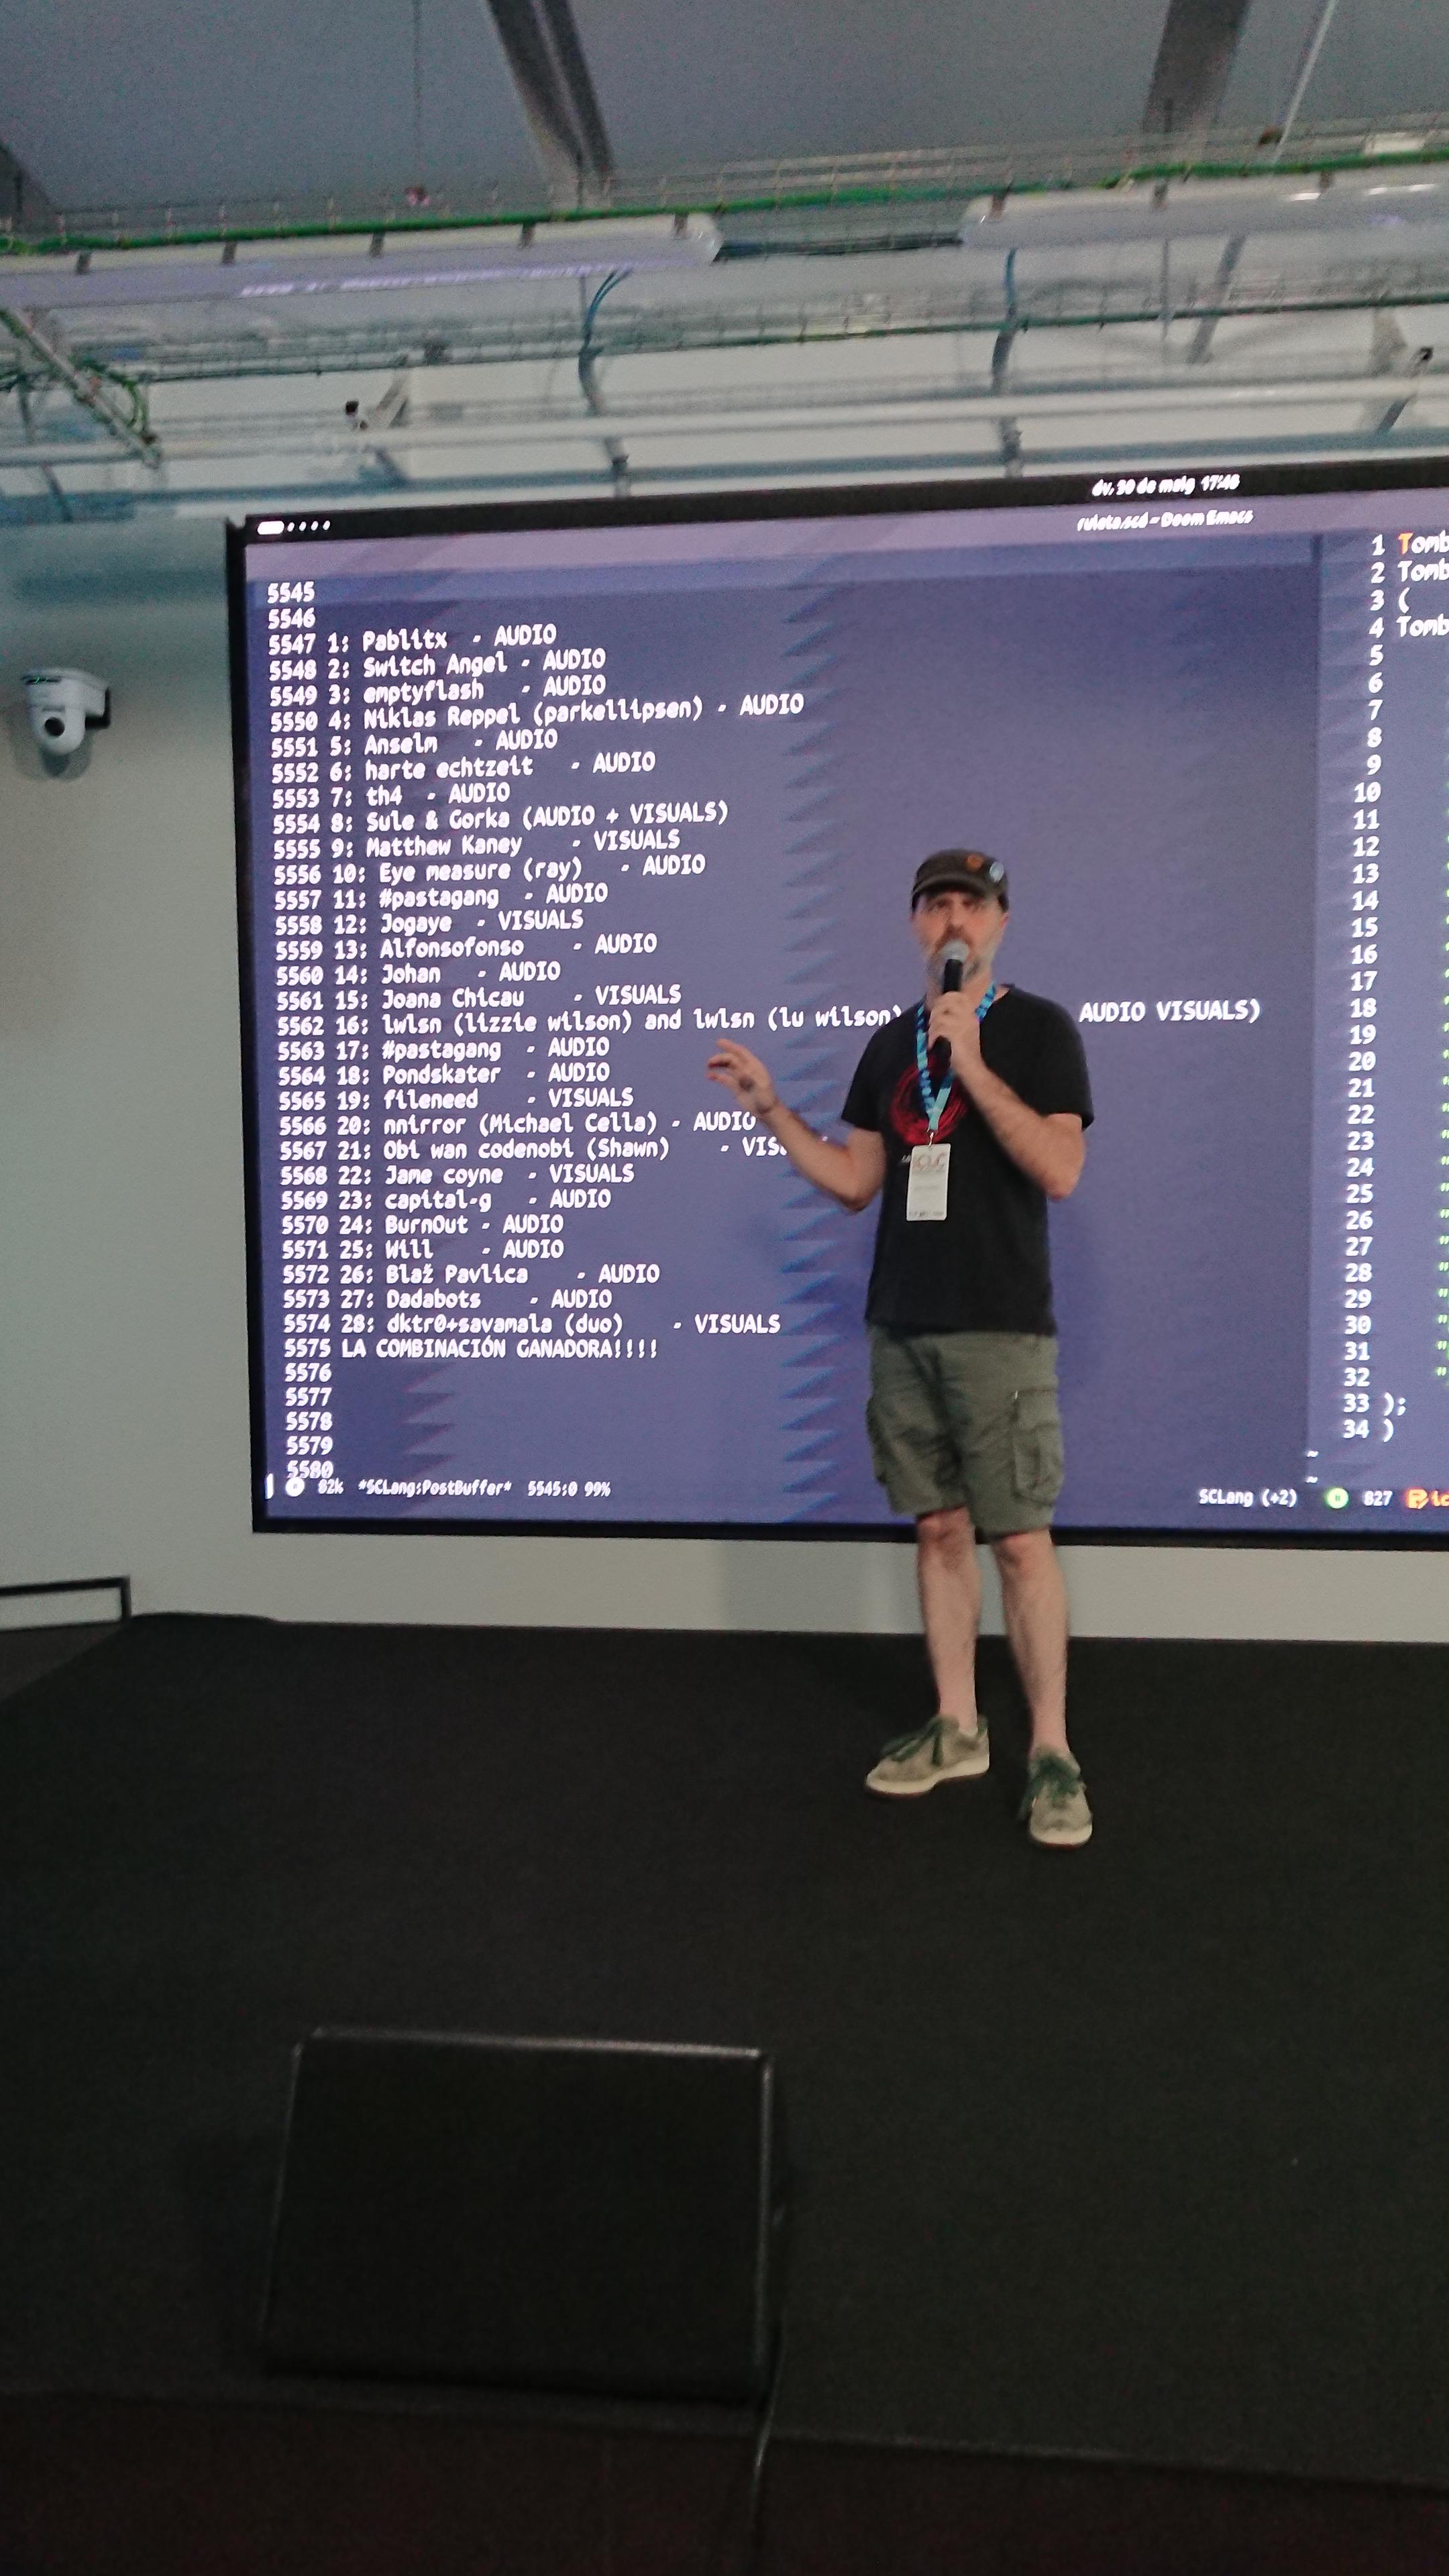 dv, 30 de maig 17:48
ruleta.scd - Doom Emacs
5545
5546
5547 1: Pablitx - AUDIO
5548 2: Switch Angel - AUDIO
5549 3: emptyflash - AUDIO
5550 4: Niklas Reppel (parkellipsen) - AUDIO
5551 5: Anselm - AUDIO
5552 6: harte echtzeit - AUDIO
5553 7: th4 - AUDIO
5554 8: Sule & Gorka (AUDIO + VISUALS)
5555 9: Matthew Kaney - VISUALS
5556 10: Eye measure (ray) - AUDIO
5557 11: #pastagang - AUDIO
5558 12: Jogaye - VISUALS
5559 13: Alfonsofonso - AUDIO
5560 14: Johan - AUDIO
5561 15: Joana Chicau - VISUALS
5562 16: lwlsn (lizzie wilson) and lwlsn (lu wilson) AUDIO VISUALS)
5563 17: #pastagang - AUDIO
5564 18: Pondskater - AUDIO
5565 19: fileneed - VISUALS
5566 20: nnirror (Michael Cella) - AUDIO
5567 21: Obi wan codenobi (Shawn) - VIS
5568 22: Jame coyne - VISUALS
5569 23: capital-g - AUDIO
5570 24: BurnOut - AUDIO
5571 25: Will - AUDIO
5572 26: Blaž Pavlica - AUDIO
5573 27: Dadabots - AUDIO
5574 28: dktr0+savamala (duo) - VISUALS
5575 LA COMBINACIÓN GANADORA!!!!
5576
5577
5578
5579
5580
82k *SCLang:PostBuffer* 5545:0 99%
SCLang (+2)
1 Tomb
2 Tomb
3 (
4 Tomb
5
6
7
8
9
10
11
12
13
14
15
16
17
18
19
20
21
22
23
24
25
26
27
28
29
30
31
32
33 );
34 )
~
~
827
ICLC